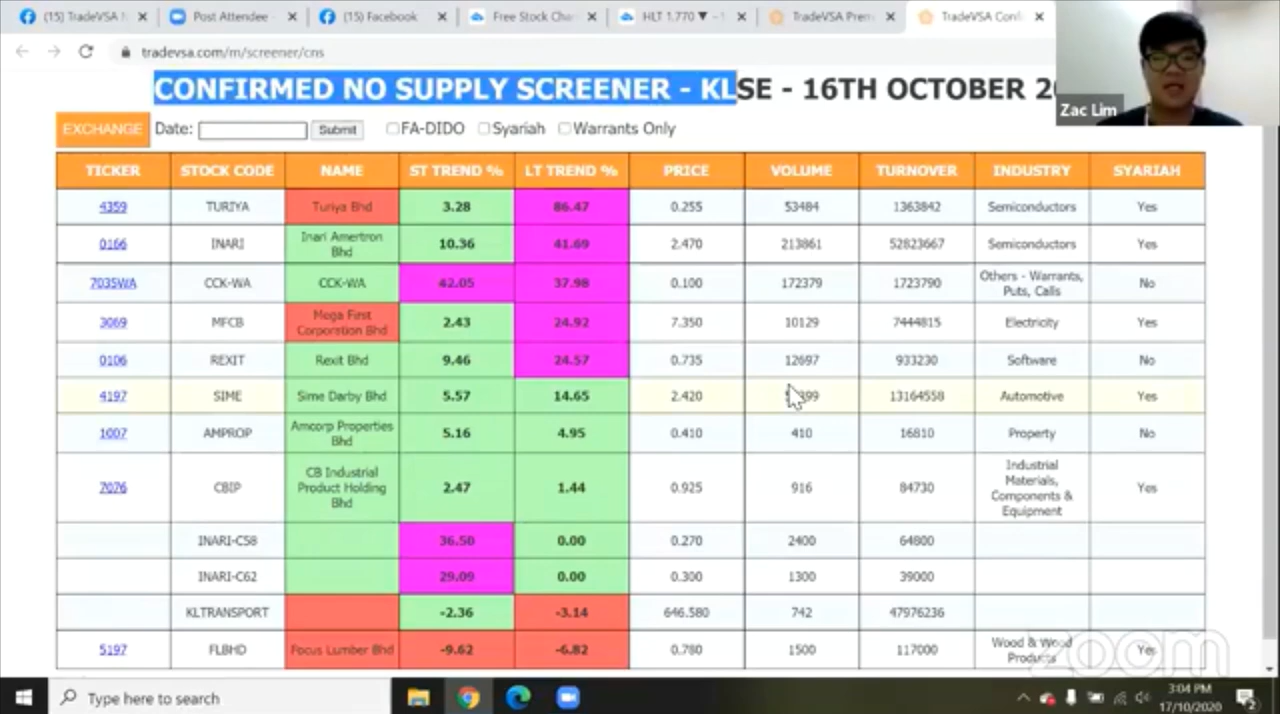 (15) TradeVSA
Post Attendee -
(15) Facebook
Free Stock Cha
HLT 1.770 ▼ -
TradeVSA Prem
TradeVSA Conf
tradevsa.com/m/screener/cns
CONFIRMED NO SUPPLY SCREENER - KLSE - 16TH OCTOBER
Zac Lim
EXCHANGE Date: Submit FA-DIDO Syariah Warrants Only
TICKER STOCK CODE NAME ST TREND % LT TREND % PRICE VOLUME TURNOVER INDUSTRY SYARIAH
4359 TURIYA Turiya Bhd 3.28 86.47 0.255 53484 1363842 Semiconductors Yes
0166 INARI Inari Amertron 10.36 41.69 2.470 213861 52823667 Semiconductors Yes
Bhd
7035WA CCK-WA CCK-WA 42.05 37.98 0.100 172379 1723790 Others - Warrants, No
Puts, Calls
3069 MFCB Mega First 2.43 24.92 7.350 10129 7444815 Electricity Yes
Corporation Bhd
0106 REXIT Rexit Bhd 9.46 24.57 0.735 12697 933230 Software No
4197 SIME Sime Darby Bhd 5.57 14.65 2.420 13164558 Automotive Yes
1007 AMPROP Amcorp Properties 5.16 4.95 0.410 410 16810 Property No
Bhd
7076 CBIP CB Industrial 2.47 1.44 0.925 916 84730 Industrial Yes
Product Holding Materials,
Bhd Components &
Equipment
INARI-C58 36.50 0.00 0.270 2400 64800
INARI-C62 29.09 0.00 0.300 1300 39000
KLTRANSPORT -2.36 -3.14 646.580 742 47976236
5197 FLBHD Focus Lumber Bhd -9.62 -6.82 0.780 1500 117000 Wood & Wood Yes
Products
zoom
Type here to search
3:04 PM
17/10/2020
2